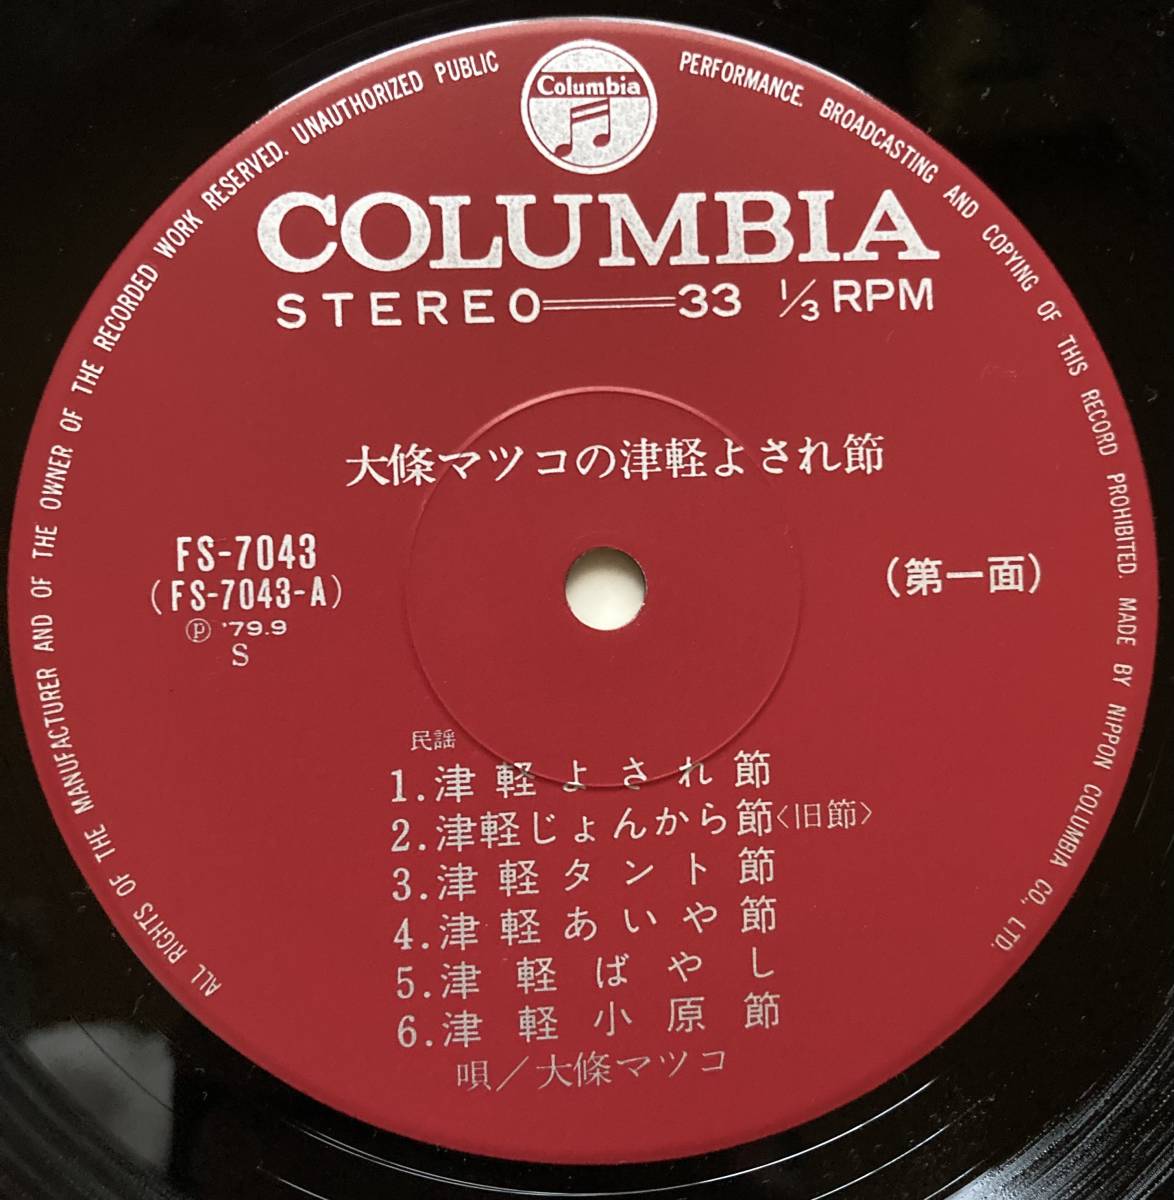 Columbia
COLUMBIA
STEREO 33 1/3 RPM
大條マツコの津軽よされ節
FS-7043
(FS-7043-A)
Ⓟ '79.9
S
(第一面)
民謡
1.津軽よされ節
2.津軽じょんから節〈旧節〉
3.津軽タント節
4.津軽あいや節
5.津軽ばやし
6.津軽小原節
唄／大條マツコ
ALL RIGHTS OF THE MANUFACTURER AND OF THE OWNER OF THE RECORDED WORK RESERVED. UNAUTHORIZED PUBLIC PERFORMANCE. BROADCASTING AND COPYING OF THIS RECORD PROHIBITED. MADE BY NIPPON COLUMBIA CO., LTD.